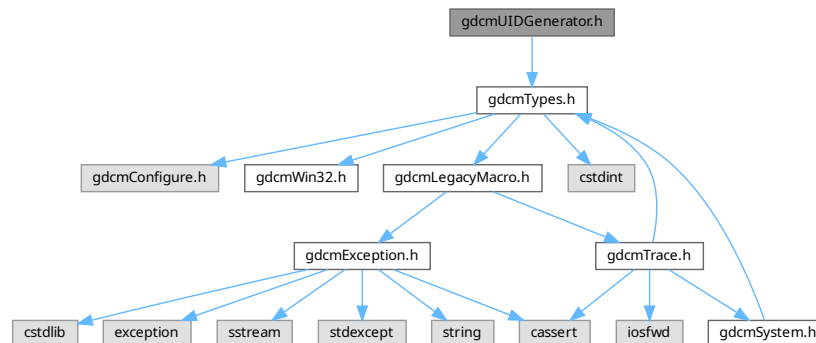 gdcmUIDGenerator.h
gdcmTypes.h
gdcmConfigure.h
gdcmWin32.h
gdcmLegacyMacro.h
cstdint
gdcmException.h
gdcmTrace.h
cstdlib
exception
sstream
stdexcept
string
cassert
iosfwd
gdcmSystem.h